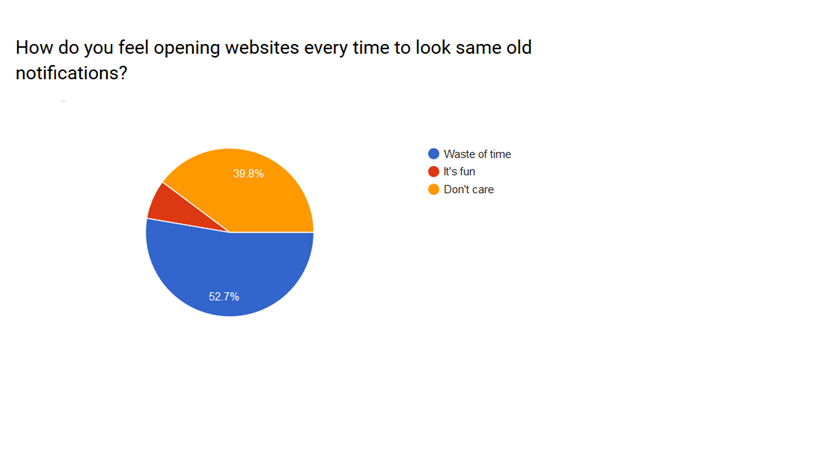 How do you feel opening websites every time to look same old
notifications?
39.8%
Waste of time
It's fun
Don't care
52.7%